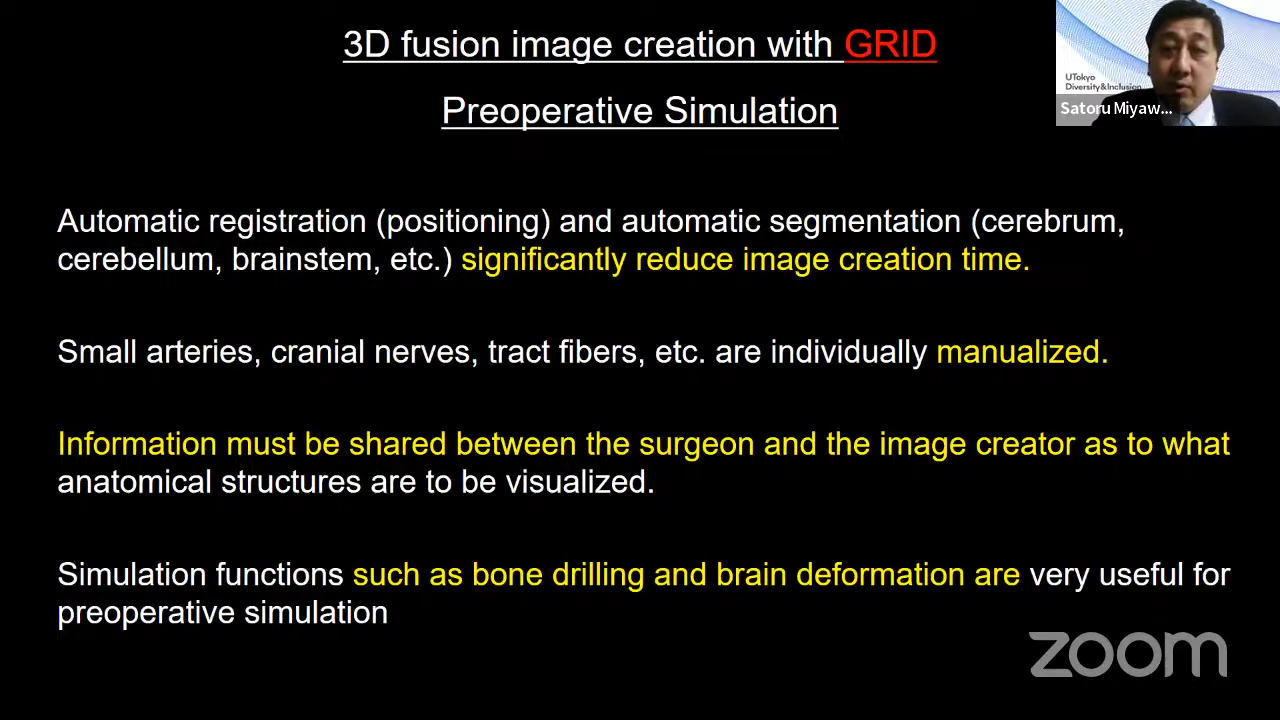 3D fusion image creation with GRID
Preoperative Simulation
UTokyo
Diversity&Inclusion
Satoru Miyaw...
Automatic registration (positioning) and automatic segmentation (cerebrum,
cerebellum, brainstem, etc.) significantly reduce image creation time.
Small arteries, cranial nerves, tract fibers, etc. are individually manualized.
Information must be shared between the surgeon and the image creator as to what
anatomical structures are to be visualized.
Simulation functions such as bone drilling and brain deformation are very useful for
preoperative simulation
zoom